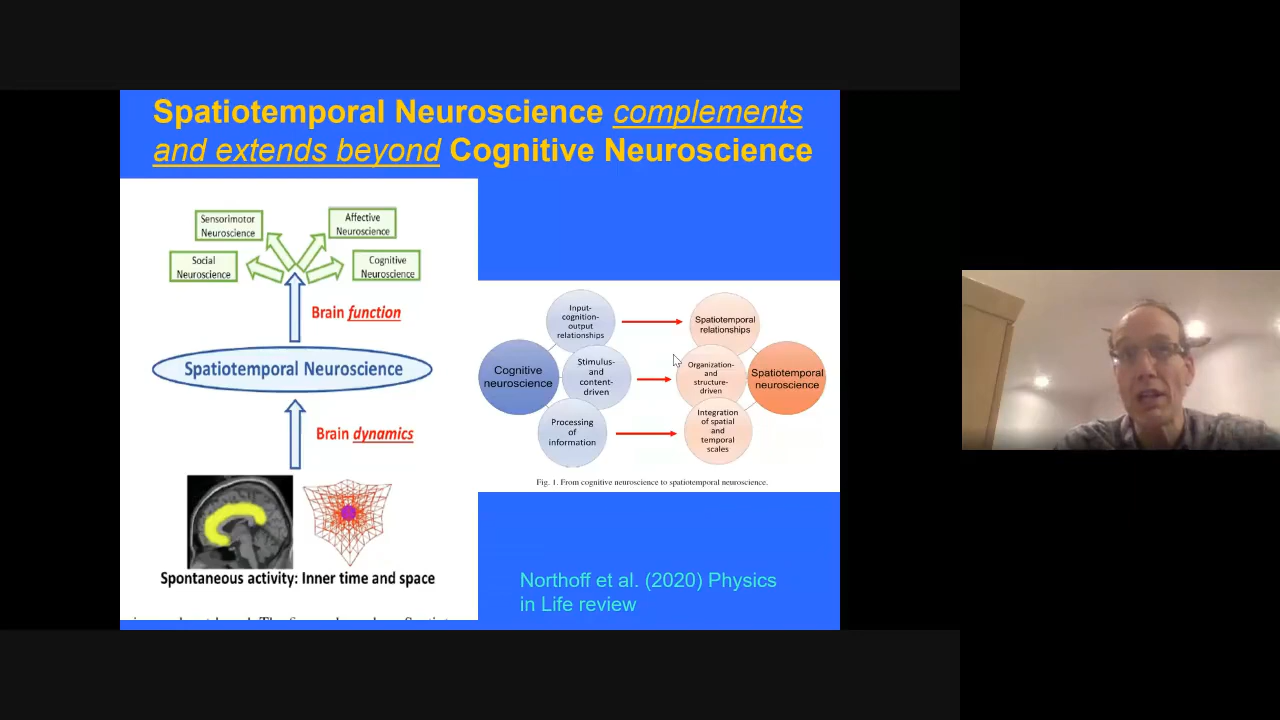 Spatiotemporal Neuroscience complements
and extends beyond Cognitive Neuroscience
Sensorimotor
Neuroscience
Affective
Neuroscience
Social
Neuroscience
Cognitive
Neuroscience
Brain function
Spatiotemporal Neuroscience
Brain dynamics
Spontaneous activity: Inner time and space
Input-
cognition-
output
relationships
Spatiotemporal
relationships
Cognitive
neuroscience
Stimulus-
and
content-
driven
Organization-
and
structure-
driven
Spatiotemporal
neuroscience
Processing
of
information
Integration
of spatial
and
temporal
scales
Fig. 1. From cognitive neuroscience to spatiotemporal neuroscience.
Northoff et al. (2020) Physics
in Life review